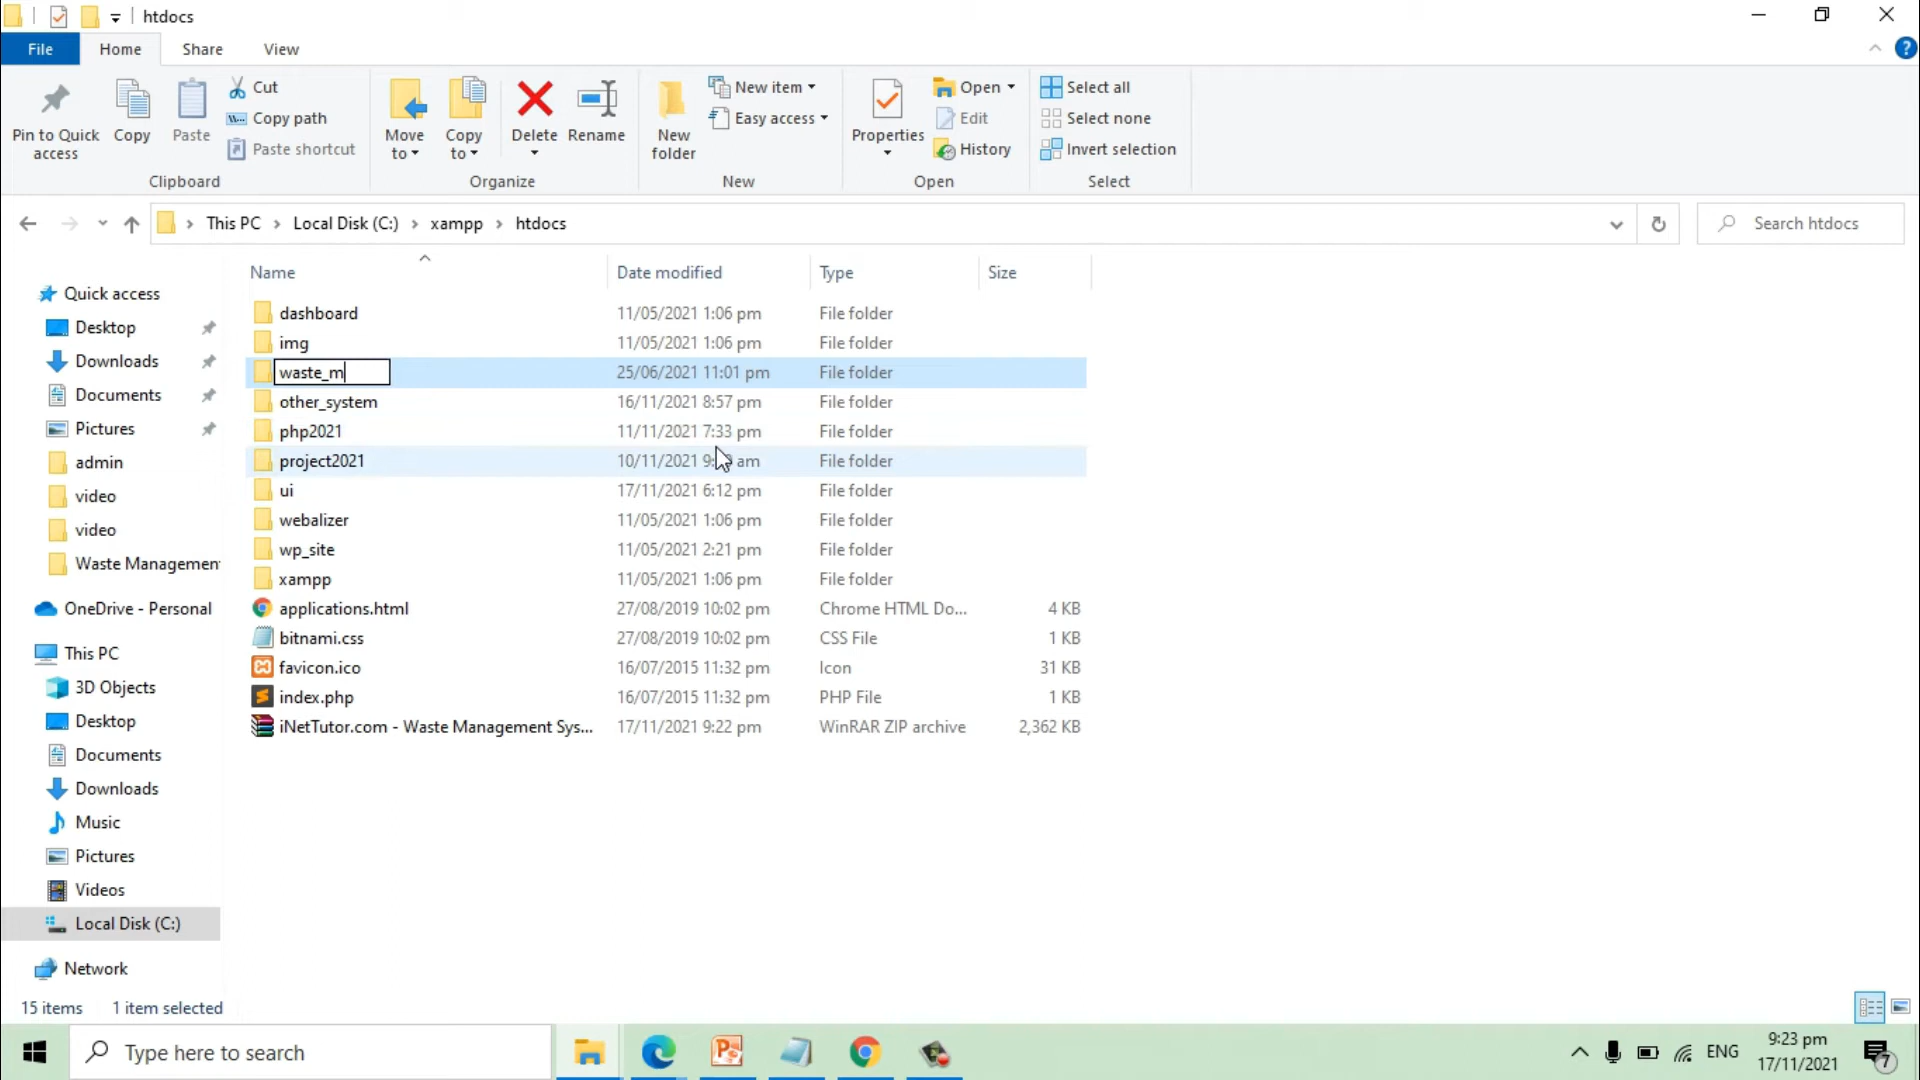 htdocs
File Home Share View
Pin to Quick access
Copy
Paste
Cut
Copy path
Paste shortcut
Clipboard
Move to
Copy to
Delete
Rename
Organize
New folder
New item
Easy access
New
Properties
Open
Edit
History
Open
Select all
Select none
Invert selection
Select
This PC Local Disk (C:) xampp htdocs
Search htdocs
Name Date modified Type Size
dashboard 11/05/2021 1:06 pm File folder
img 11/05/2021 1:06 pm File folder
waste_m 25/06/2021 11:01 pm File folder
other_system 16/11/2021 8:57 pm File folder
php2021 11/11/2021 7:33 pm File folder
project2021 10/11/2021 am File folder
ui 17/11/2021 6:12 pm File folder
webalizer 11/05/2021 1:06 pm File folder
wp_site 11/05/2021 2:21 pm File folder
xampp 11/05/2021 1:06 pm File folder
applications.html 27/08/2019 10:02 pm Chrome HTML Do... 4 KB
bitnami.css 27/08/2019 10:02 pm CSS File 1 KB
favicon.ico 16/07/2015 11:32 pm Icon 31 KB
index.php 16/07/2015 11:32 pm PHP File 1 KB
iNetTutor.com - Waste Management Sys... 17/11/2021 9:22 pm WinRAR ZIP archive 2,362 KB
Quick access
Desktop
Downloads
Documents
Pictures
admin
video
video
Waste Management
OneDrive - Personal
This PC
3D Objects
Desktop
Documents
Downloads
Music
Pictures
Videos
Local Disk (C:)
Network
15 items 1 item selected
Type here to search
ENG
9:23 pm
17/11/2021
7